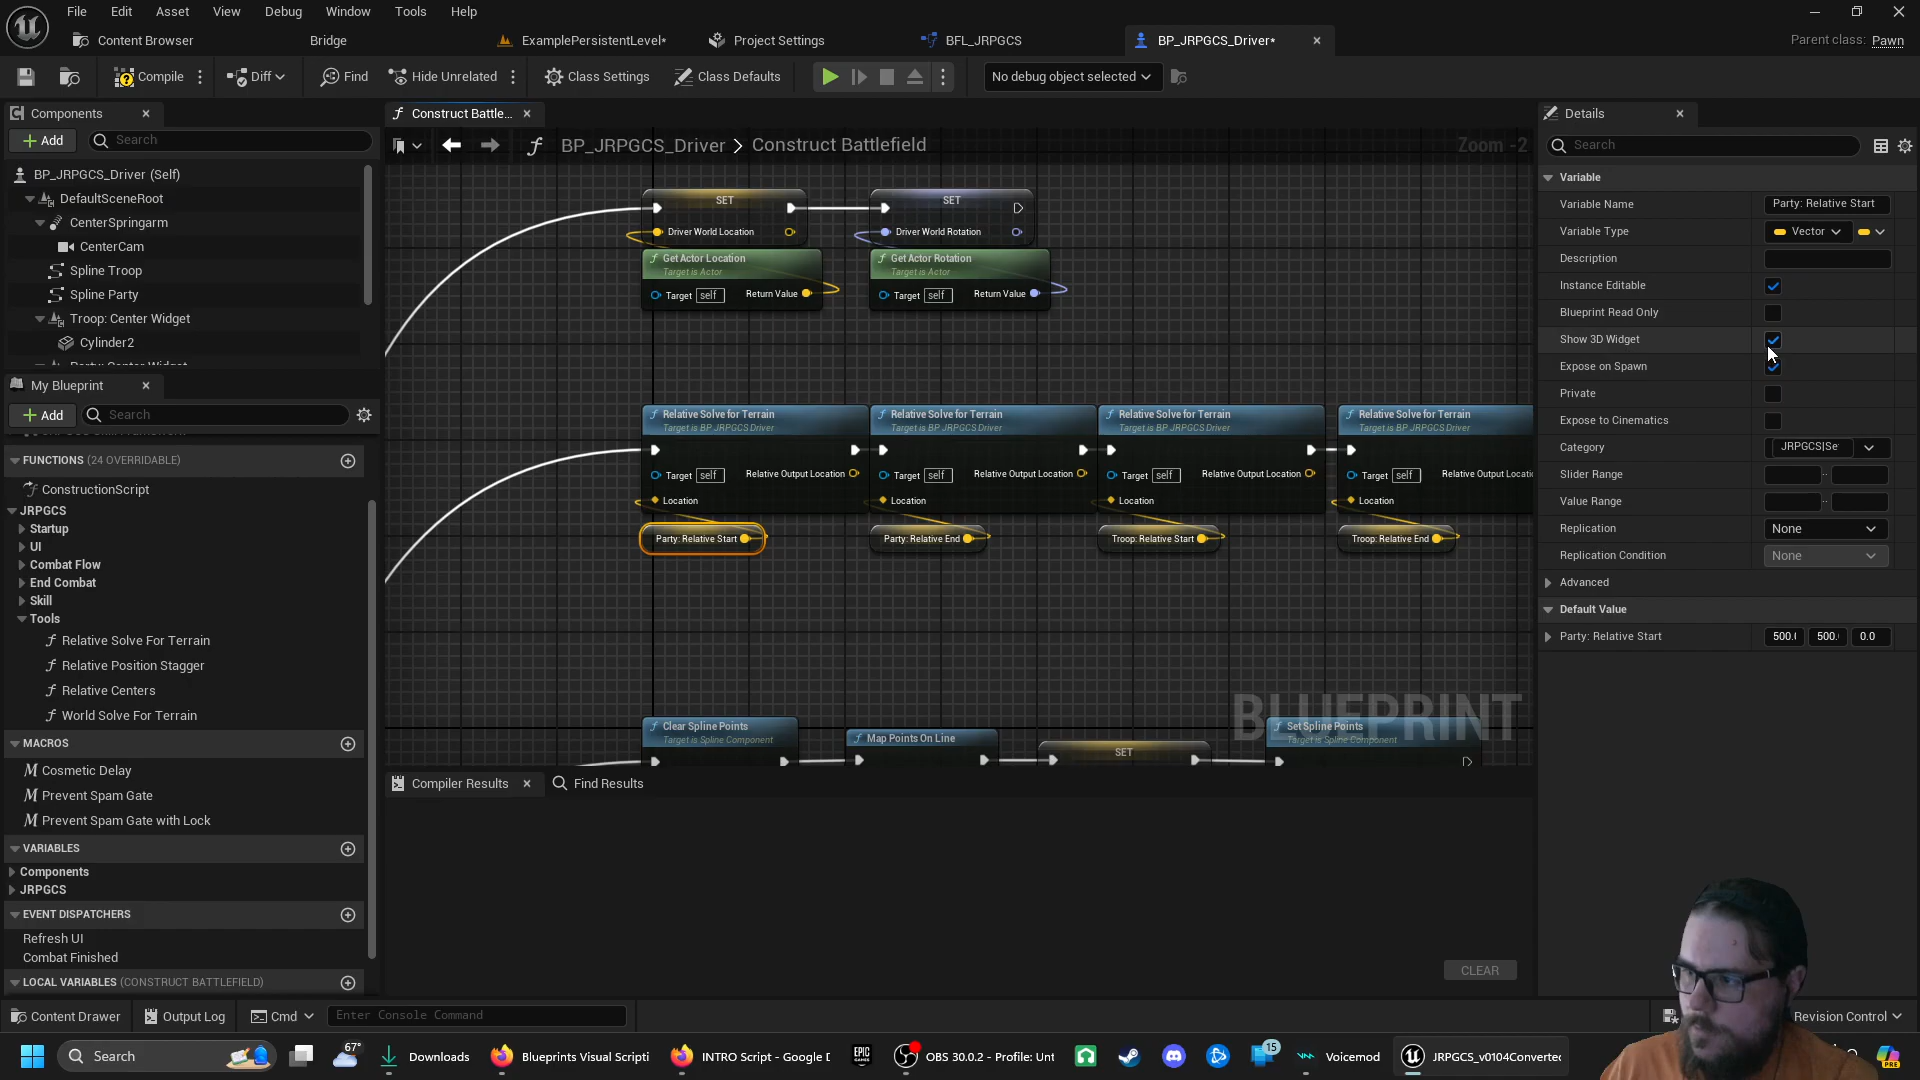 File Edit Asset View Debug Window Tools Help
Content Browser Bridge ExamplePersistentLevel* Project Settings BFL_JRPGCS BP_JRPGCS_Driver* Parent class: Pawn
Compile Diff Find Hide Unrelated Class Settings Class Defaults No debug object selected
Components Construct Battle... Details
Add Search BP_JRPGCS_Driver > Construct Battlefield Zoom -2 Search
BP_JRPGCS_Driver (Self)
DefaultSceneRoot
CenterSpringarm
CenterCam
Spline Troop
Spline Party
Troop: Center Widget
Cylinder2
My Blueprint
Add Search
FUNCTIONS (24 OVERRIDABLE)
ConstructionScript
JRPGCS
Startup
UI
Combat Flow
End Combat
Skill
Tools
Relative Solve For Terrain
Relative Position Stagger
Relative Centers
World Solve For Terrain
MACROS
Cosmetic Delay
Prevent Spam Gate
Prevent Spam Gate with Lock
VARIABLES
Components
JRPGCS
EVENT DISPATCHERS
Refresh UI
Combat Finished
LOCAL VARIABLES (CONSTRUCT BATTLEFIELD)
SET SET
Driver World Location Driver World Rotation
Get Actor Location Get Actor Rotation
Target is Actor Target is Actor
Target self Return Value Target self Return Value
Relative Solve for Terrain Relative Solve for Terrain Relative Solve for Terrain Relative Solve for Terrain
Target is BP JRPGCS Driver Target is BP JRPGCS Driver Target is BP JRPGCS Driver Target is BP JRPGCS Driver
Target self Relative Output Location Target self Relative Output Location Target self Relative Output Location Target self Relative Output Locatio
Location Location Location Location
Party: Relative Start Party: Relative End Troop: Relative Start Troop: Relative End
BLUEPRINT
Clear Spline Points Map Points On Line SET Set Spline Points
Target is Spline Component Target is Spline Component
Compiler Results Find Results
CLEAR
Variable
Variable Name Party: Relative Start
Variable Type Vector
Description
Instance Editable
Blueprint Read Only
Show 3D Widget
Expose on Spawn
Private
Expose to Cinematics
Category JRPGCS|Se
Slider Range
Value Range
Replication None
Replication Condition None
Advanced
Default Value
Party: Relative Start 500. 500. 0.0
Content Drawer Output Log Cmd Enter Console Command Revision Control
Search 67° Downloads Blueprints Visual Scripti INTRO Script - Google D EPIC GAMES OBS 30.0.2 - Profile: Unt 15 Voicemod JRPGCS_v0104Converted PRE